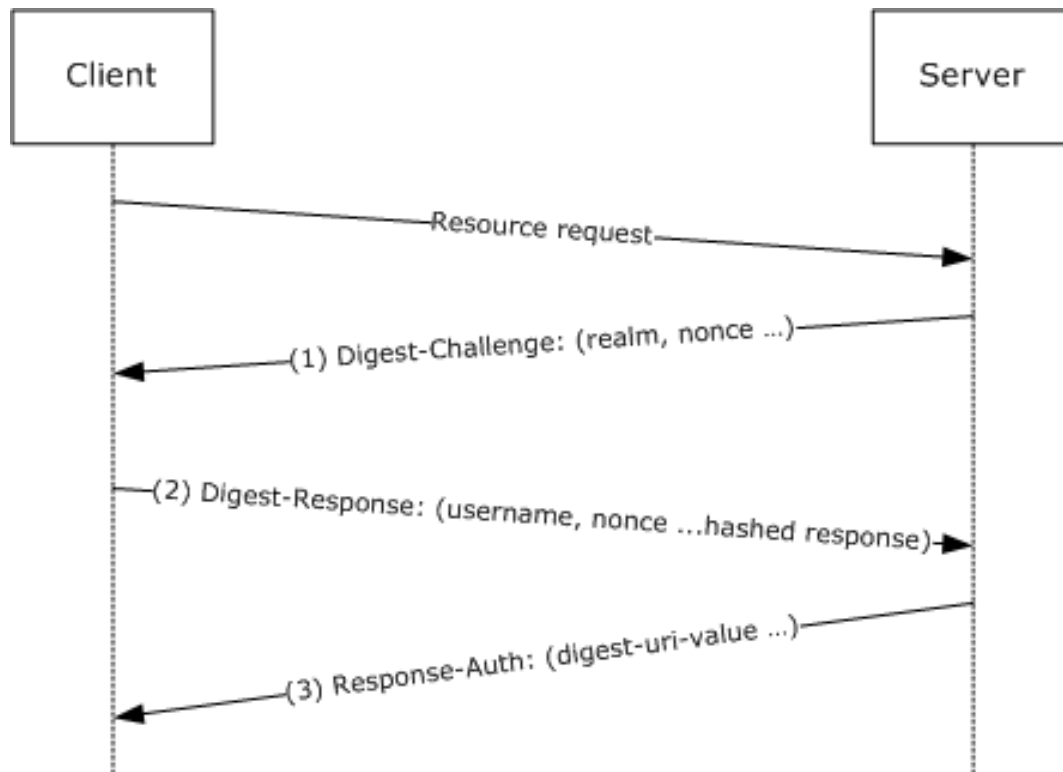 Client
Server
Resource request
(1) Digest-Challenge: (realm, nonce …)
(2) Digest-Response: (username, nonce …hashed response)
(3) Response-Auth: (digest-uri-value …)